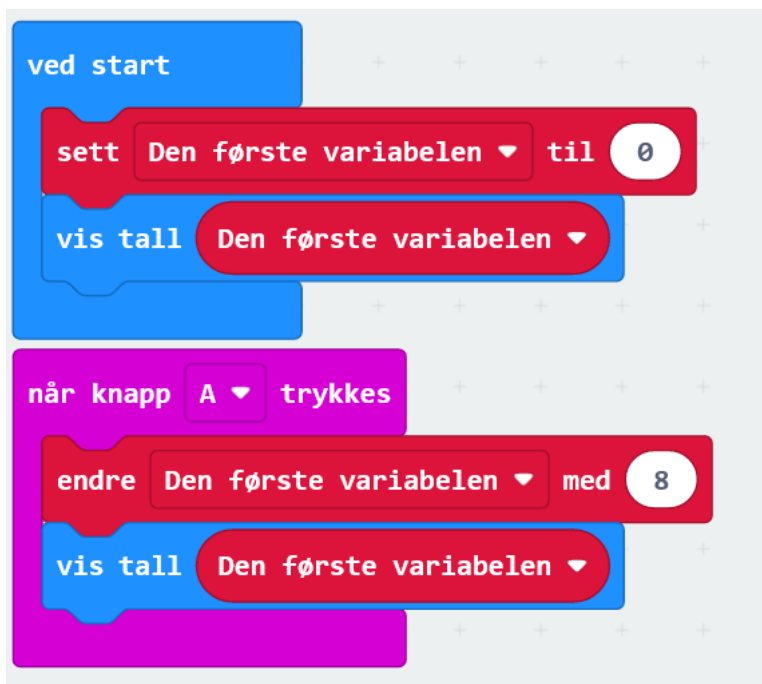 ved start
sett Den første variabelen til 0
vis tall Den første variabelen
når knapp A trykkes
endre Den første variabelen med 8
vis tall Den første variabelen